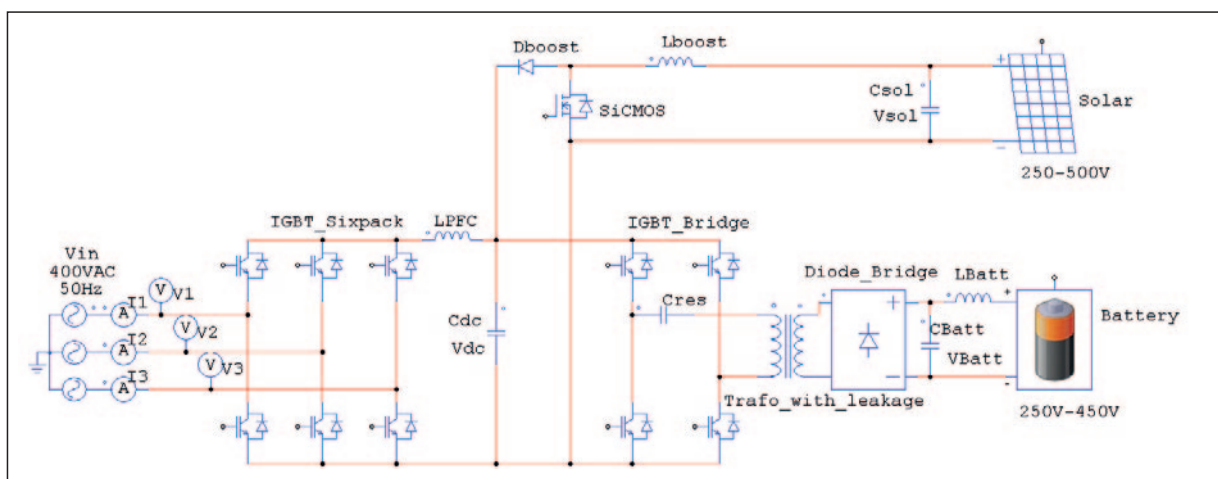 Dboost
Lboost
SiCMOS
Csol
Vsol
Solar
+
−
250-500V
IGBT_Sixpack
LPFC
IGBT_Bridge
Vin
400VAC
50Hz
A
I1
V
V1
A
I2
V
V2
A
I3
V
V3
Cdc
Vdc
Cres
Trafo_with_leakage
Diode_Bridge
+
−
LBatt
CBatt
VBatt
+
-
Battery
250V-450V